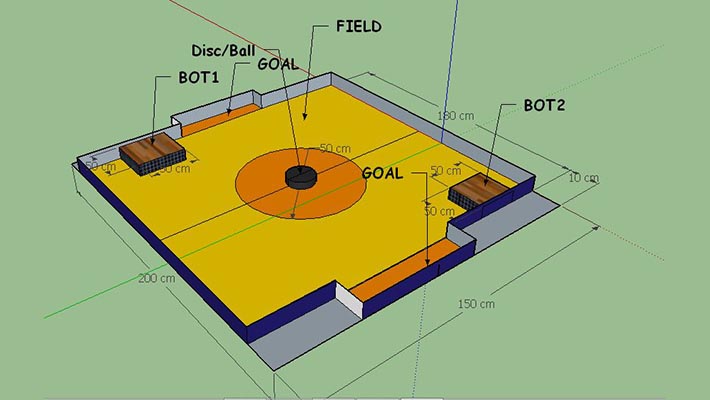 FIELD
Disc/Ball
GOAL
BOT1
180 cm
BOT2
50 cm
50 cm
50 cm
GOAL
50 cm
10 cm
50 cm
200 cm
150 cm